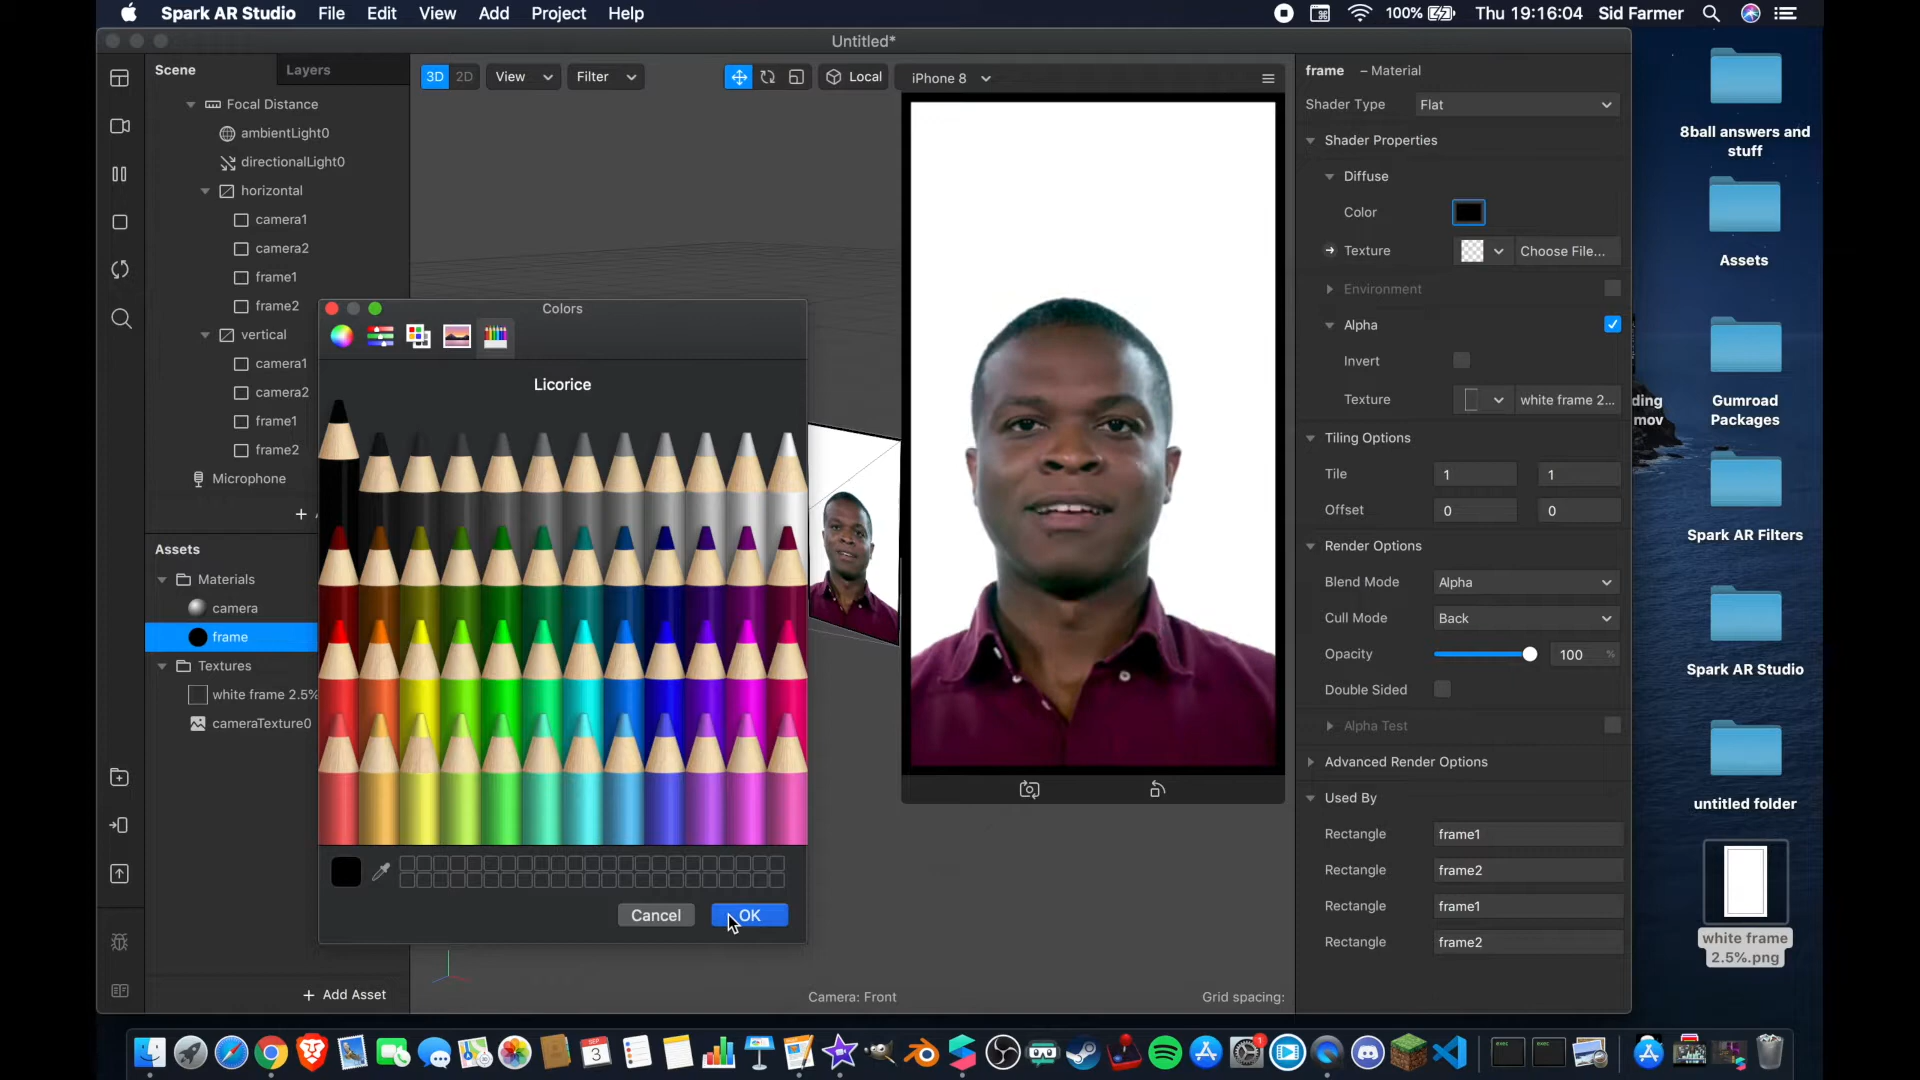 Spark AR Studio File Edit View Add Project Help 100% Thu 19:16:04 Sid Farmer
Untitled*
Scene Layers
Focal Distance
ambientLight0
directionalLight0
horizontal
camera1
camera2
frame1
frame2
vertical
camera1
camera2
frame1
frame2
Microphone
Assets
Materials
camera
frame
Textures
white frame 2.5%
cameraTexture0
+ Add Asset
3D 2D View Filter Local iPhone 8
Colors
Licorice
Cancel OK
Camera: Front Grid spacing:
frame – Material
Shader Type Flat
Shader Properties
Diffuse
Color
Texture Choose File...
Environment
Alpha
Invert
Texture white frame 2...
Tiling Options
Tile 1 1
Offset 0 0
Render Options
Blend Mode Alpha
Cull Mode Back
Opacity 100 %
Double Sided
Alpha Test
Advanced Render Options
Used By
Rectangle frame1
Rectangle frame2
Rectangle frame1
Rectangle frame2
8ball answers and
stuff
Assets
ding
mov
Gumroad
Packages
Spark AR Filters
Spark AR Studio
untitled folder
white frame
2.5%.png
SEP
3
1
exec exec